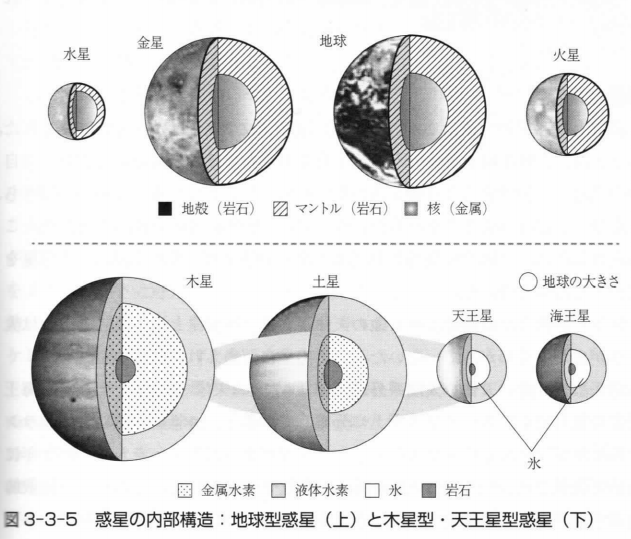 水星
金星
地球
火星
地殻（岩石） マントル（岩石） 核（金属）
木星
土星
地球の大きさ
天王星
海王星
氷
金属水素 液体水素 氷 岩石
図3-3-5 惑星の内部構造：地球型惑星（上）と木星型・天王星型惑星（下）